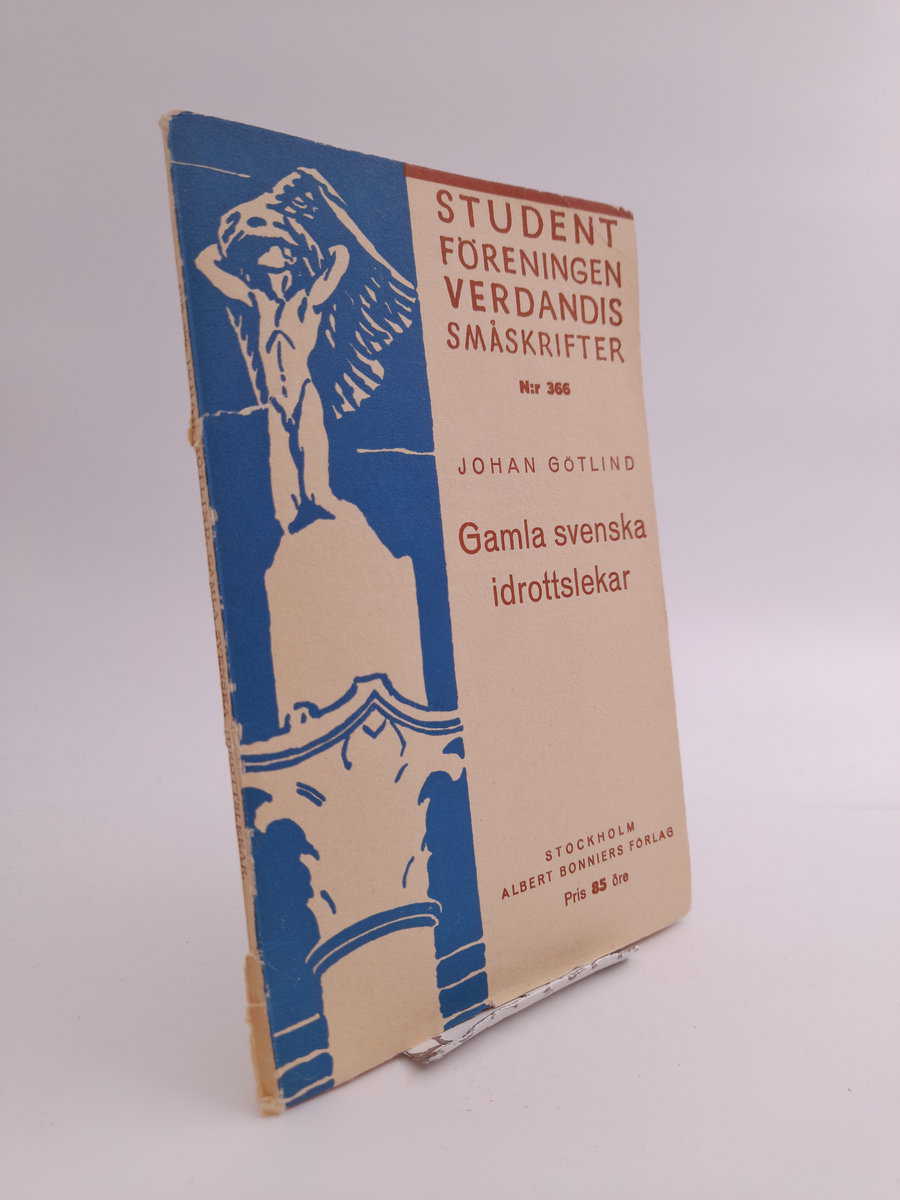 STUDENT
FÖRENINGEN
VERDANDIS
SMÅSKRIFTER
N:r 366
JOHAN GÖTLIND
Gamla svenska
idrottslekar
STOCKHOLM
ALBERT BONNIERS FÖRLAG
Pris 85 öre